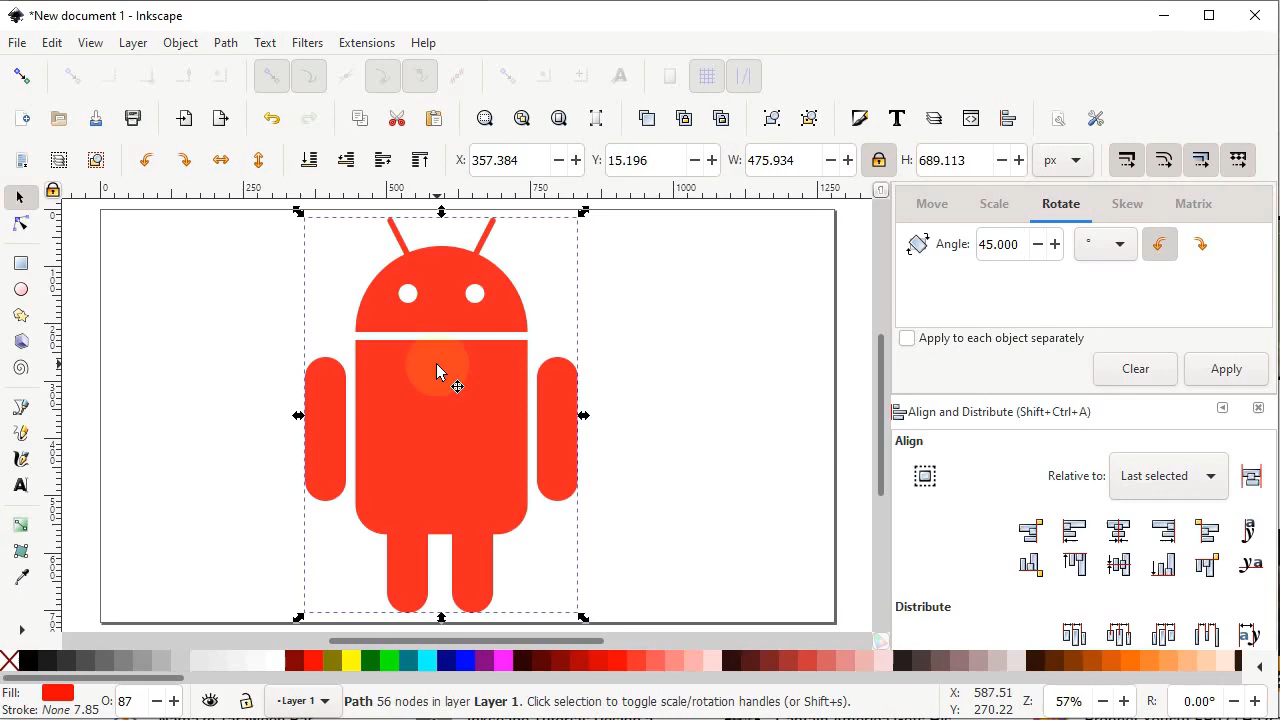 *New document 1 - Inkscape
File Edit View Layer Object Path Text Filters Extensions Help
X: 357.384 Y: 15.196 W: 475.934 H: 689.113 px
0 250 500 750 1000 1250
Move Scale Rotate Skew Matrix
Angle: 45.000 °
Apply to each object separately
Clear Apply
Align and Distribute (Shift+Ctrl+A)
Align
Relative to: Last selected
Distribute
Fill:
Stroke: None 7.85
O: 87
Layer 1
Path 56 nodes in layer Layer 1. Click selection to toggle scale/rotation handles (or Shift+s).
X: 587.51
Y: 270.22
Z: 57% R: 0.00°